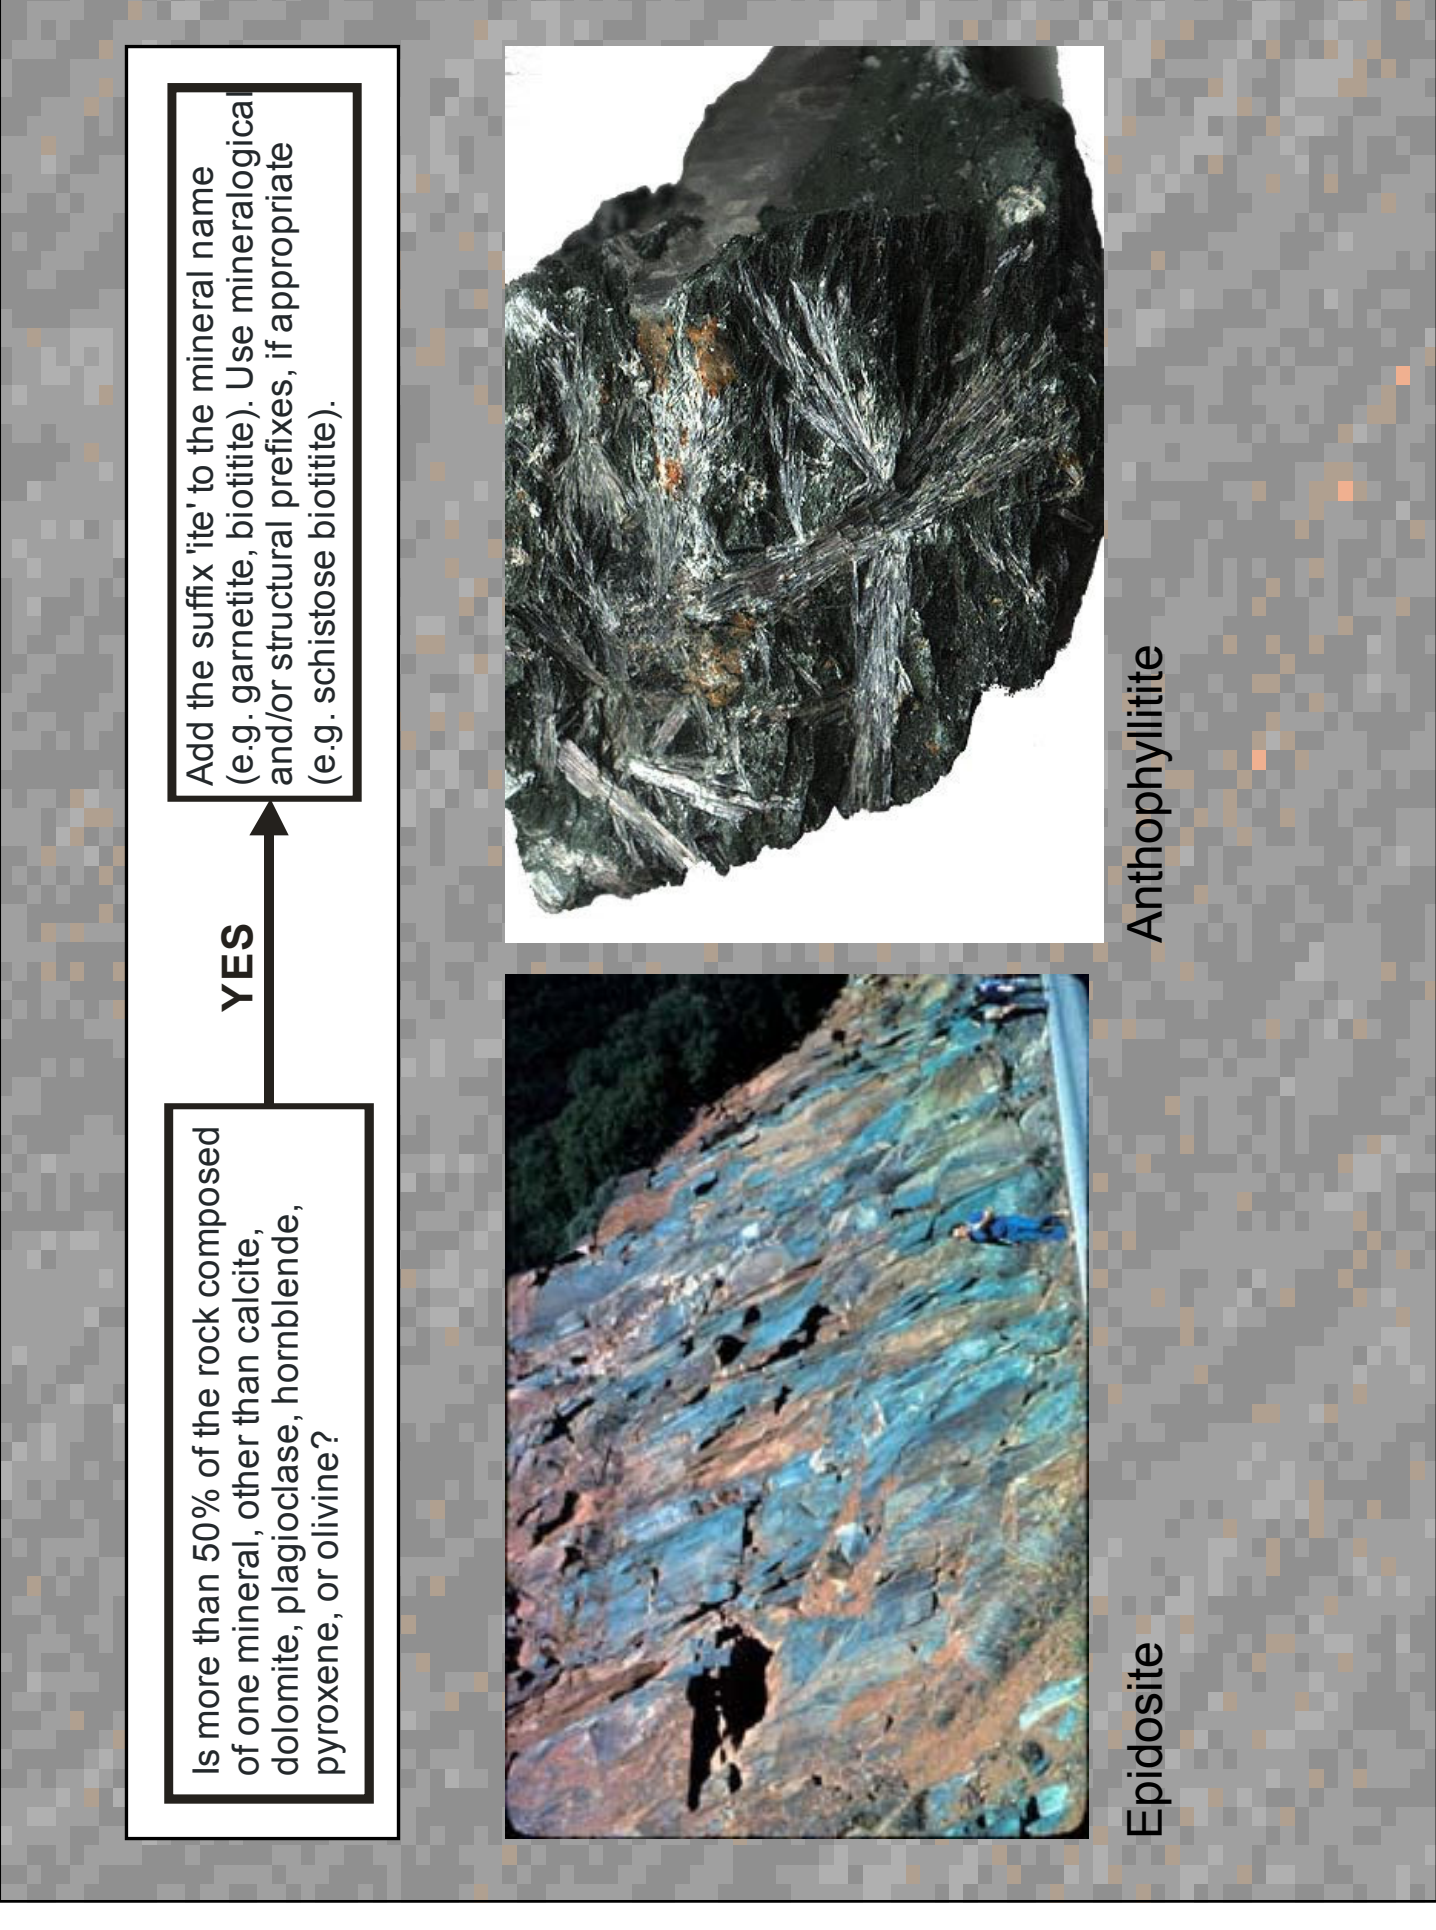 Is more than 50% of the rock composed
of one mineral, other than calcite,
dolomite, plagioclase, hornblende,
pyroxene, or olivine?
YES
Add the suffix 'ite' to the mineral name
(e.g. garnetite, biotitite). Use mineralogical
and/or structural prefixes, if appropriate
(e.g. schistose biotitite).
Epidosite
Anthophyllitite